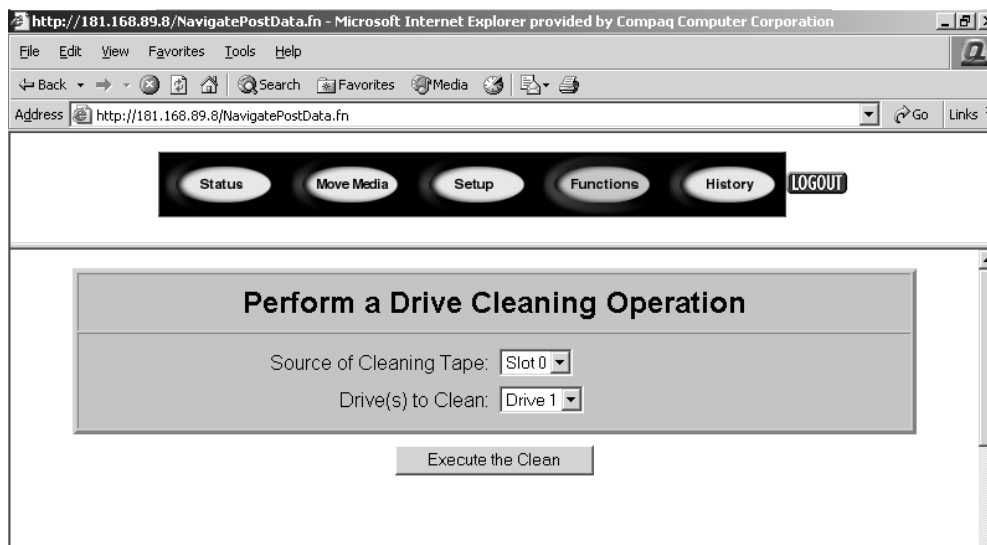 http://181.168.89.8/NavigatePostData.fn - Microsoft Internet Explorer provided by Compaq Computer Corporation
File Edit View Favorites Tools Help
Back Search Favorites Media
Address http://181.168.89.8/NavigatePostData.fn Go Links
Status Move Media Setup Functions History LOGOUT
Perform a Drive Cleaning Operation
Source of Cleaning Tape: Slot 0
Drive(s) to Clean: Drive 1
Execute the Clean